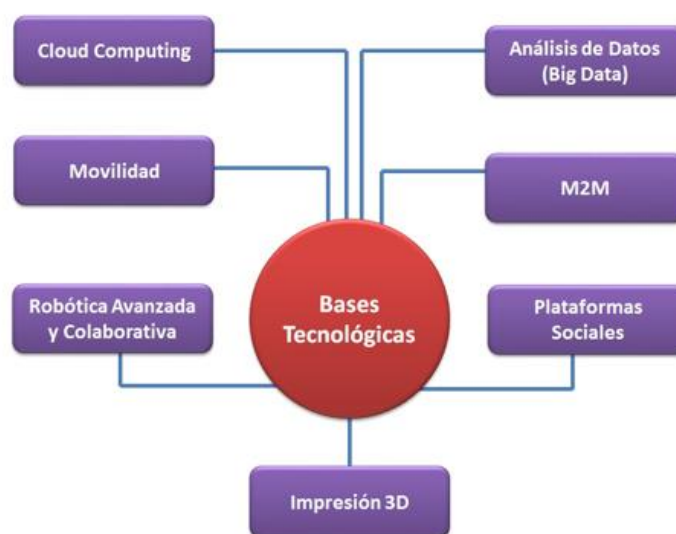 Cloud Computing
Análisis de Datos
(Big Data)
Movilidad
M2M
Bases
Tecnológicas
Robótica Avanzada
y Colaborativa
Plataformas
Sociales
Impresión 3D